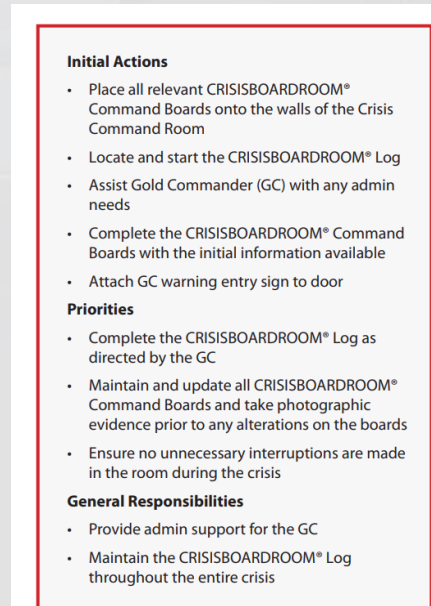 Initial Actions
• Place all relevant CRISISBOARDROOM®
Command Boards onto the walls of the Crisis
Command Room
• Locate and start the CRISISBOARDROOM® Log
• Assist Gold Commander (GC) with any admin
needs
• Complete the CRISISBOARDROOM® Command
Boards with the initial information available
• Attach GC warning entry sign to door
Priorities
• Complete the CRISISBOARDROOM® Log as
directed by the GC
• Maintain and update all CRISISBOARDROOM®
Command Boards and take photographic
evidence prior to any alterations on the boards
• Ensure no unnecessary interruptions are made
in the room during the crisis
General Responsibilities
• Provide admin support for the GC
• Maintain the CRISISBOARDROOM® Log
throughout the entire crisis